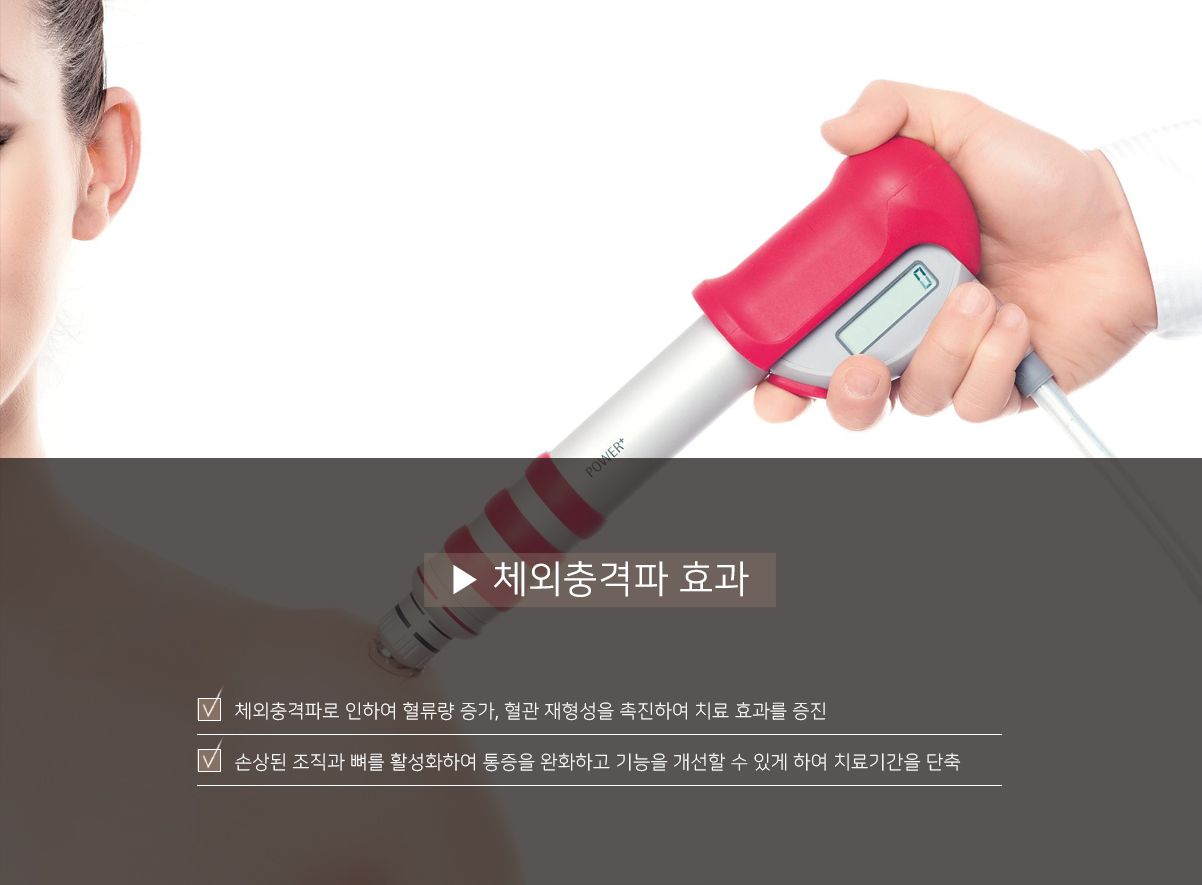 POWER+
▶ 체외충격파 효과
체외충격파로 인하여 혈류량 증가, 혈관 재형성을 촉진하여 치료 효과를 증진
손상된 조직과 뼈를 활성화하여 통증을 완화하고 기능을 개선할 수 있게 하여 치료기간을 단축